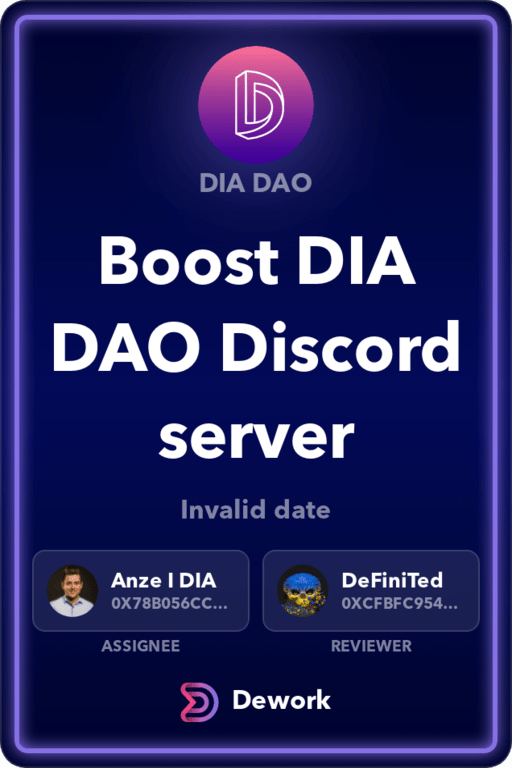 DIA DAO
Boost DIA
DAO Discord
server
Invalid date
Anze I DIA
0X78B056CC...
ASSIGNEE
DeFiniTed
0XCFBFC954...
REVIEWER
Dework